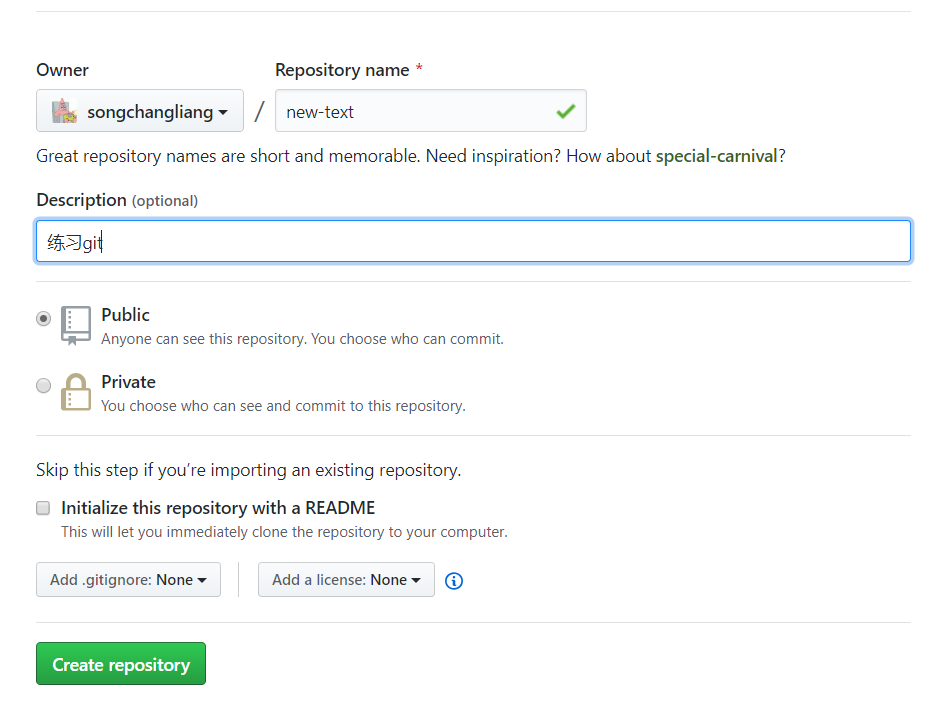 Owner Repository name *
songchangliang / new-text
Great repository names are short and memorable. Need inspiration? How about special-carnival?
Description (optional)
练习git
Public
Anyone can see this repository. You choose who can commit.
Private
You choose who can see and commit to this repository.
Skip this step if you’re importing an existing repository.
Initialize this repository with a README
This will let you immediately clone the repository to your computer.
Add .gitignore: None Add a license: None
Create repository